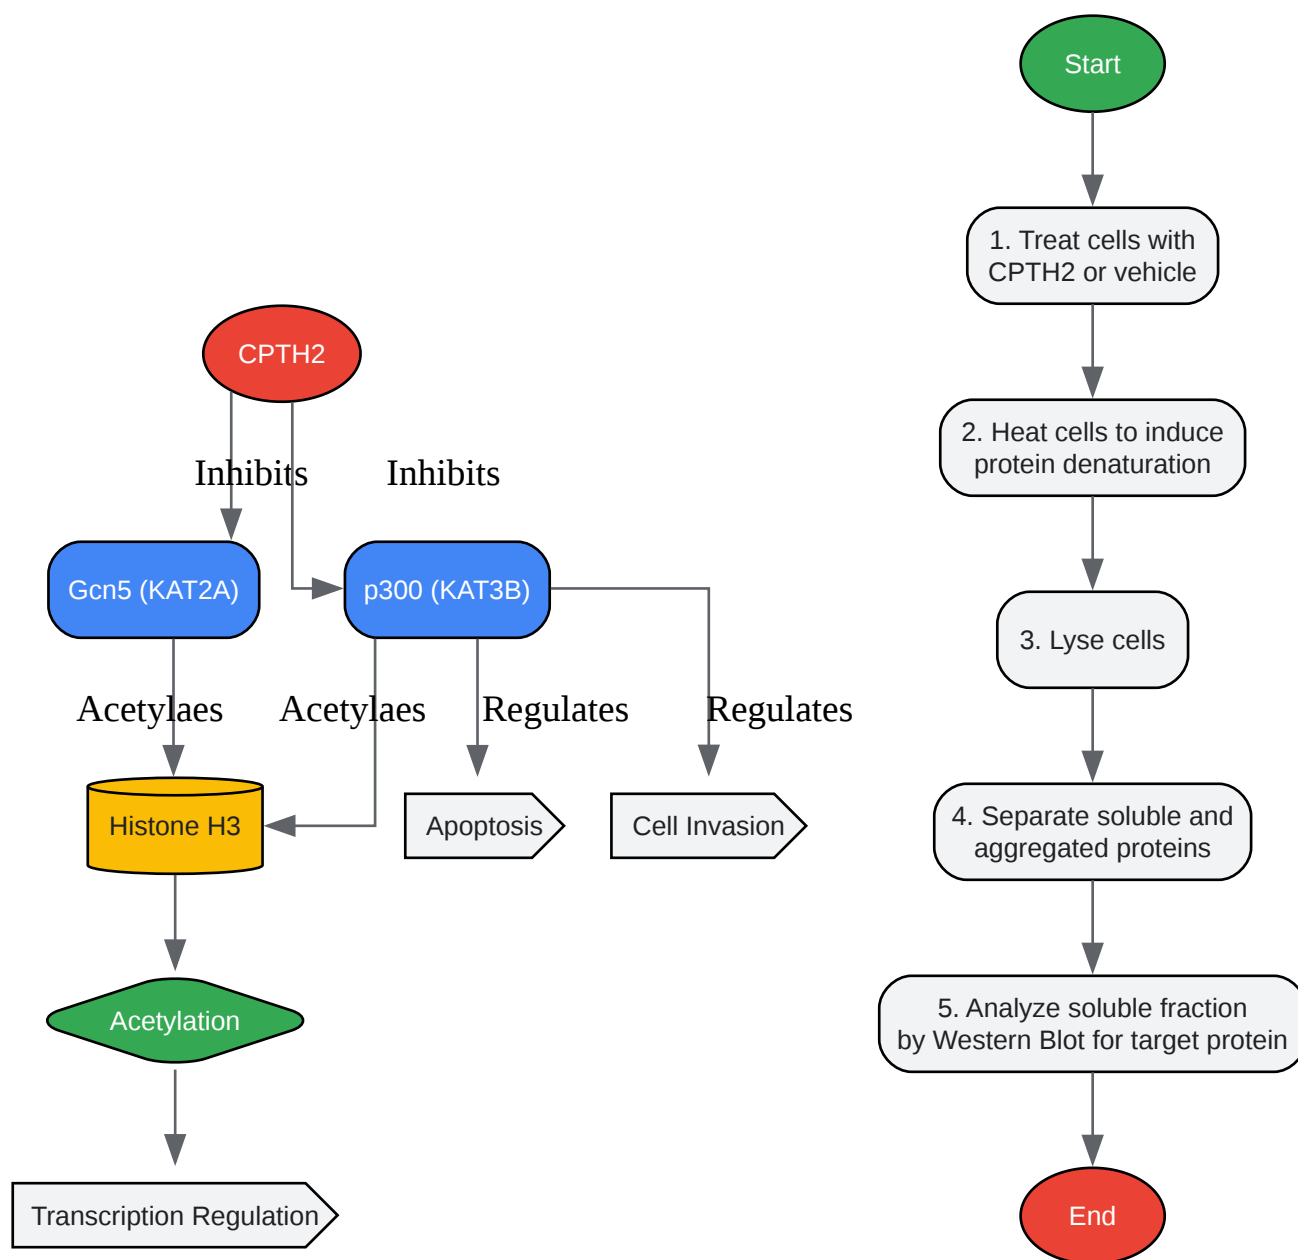 CPTH2
Inhibits
Inhibits
Gcn5 (KAT2A)
p300 (KAT3B)
Acetylaes
Acetylaes
Regulates
Regulates
Histone H3
Apoptosis
Cell Invasion
Acetylation
Transcription Regulation
Start
1. Treat cells with
CPTH2 or vehicle
2. Heat cells to induce
protein denaturation
3. Lyse cells
4. Separate soluble and
aggregated proteins
5. Analyze soluble fraction
by Western Blot for target protein
End